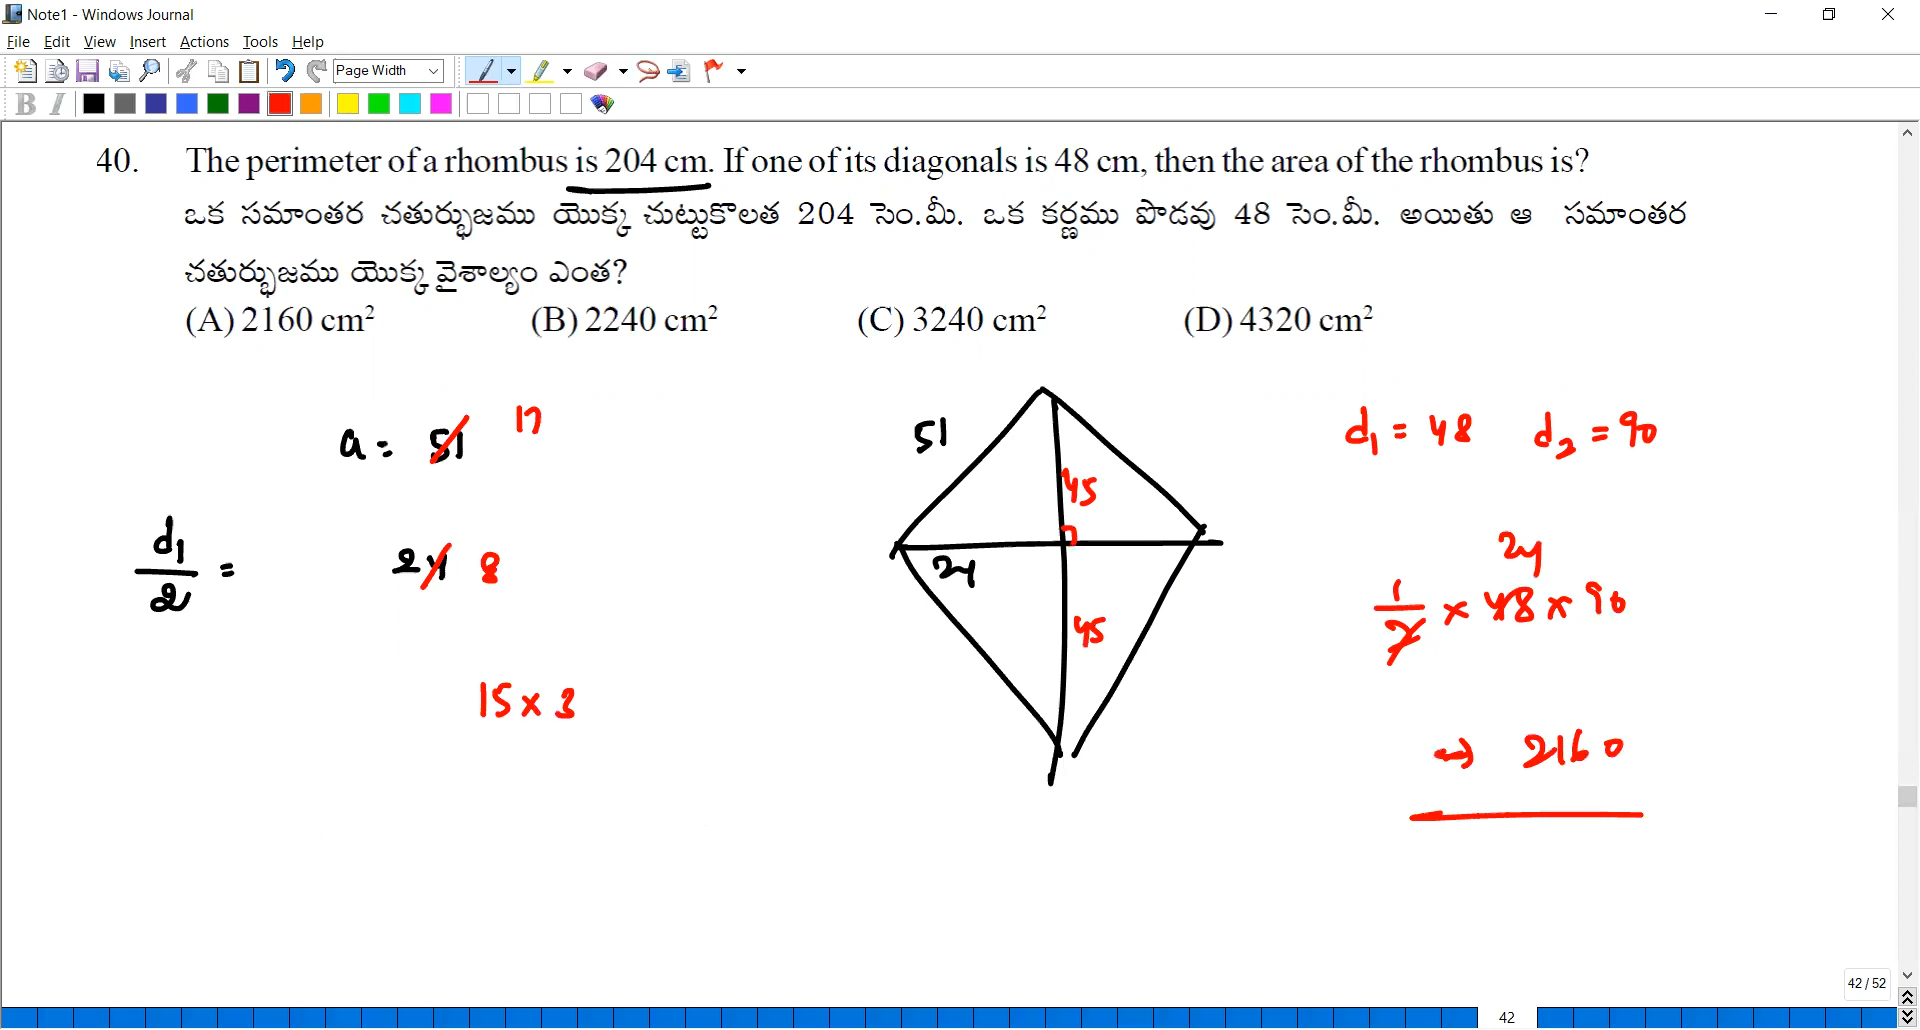 Note1 - Windows Journal
File Edit View Insert Actions Tools Help
Page Width
B I
40. The perimeter of a rhombus is 204 cm. If one of its diagonals is 48 cm, then the area of the rhombus is?
ఒక సమాంతర చతుర్భుజము యొక్క చుట్టుకొలత 204 సెం.మీ. ఒక కర్ణము పొడవు 48 సెం.మీ. అయితు ఆ సమాంతర
చతుర్భుజము యొక్క వైశాల్యం ఎంత?
(A) 2160 cm² (B) 2240 cm² (C) 3240 cm² (D) 4320 cm²
a = 51 17
d₁/2 = 24 8
15 × 3
51
45
24
45
d₁ = 48 d₂ = 90
24
1/2 × 48 × 90
→ 2160
42 / 52
42